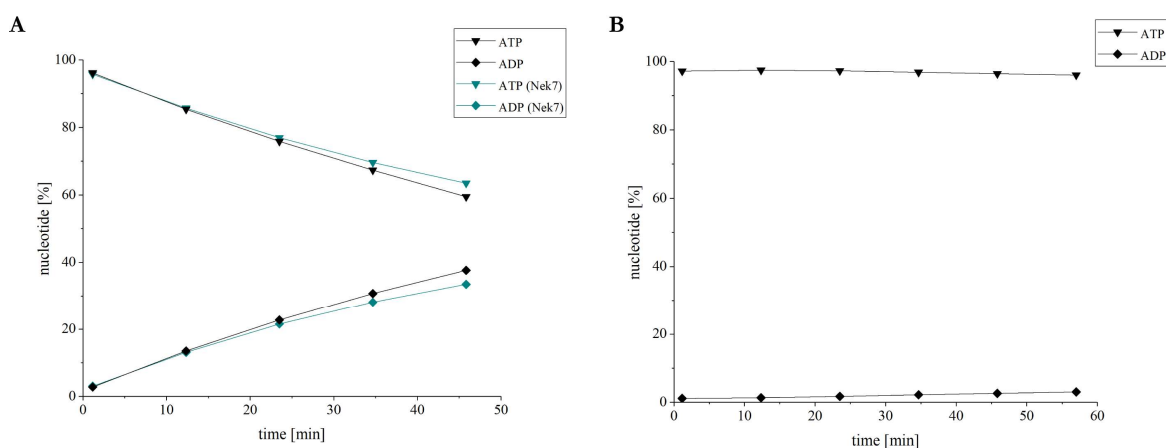 A
ATP
ADP
ATP (Nek7)
ADP (Nek7)
100
80
60
40
20
0
nucleotide [%]
0 10 20 30 40 50
time [min]
B
ATP
ADP
100
80
60
40
20
0
nucleotide [%]
0 10 20 30 40 50 60
time [min]